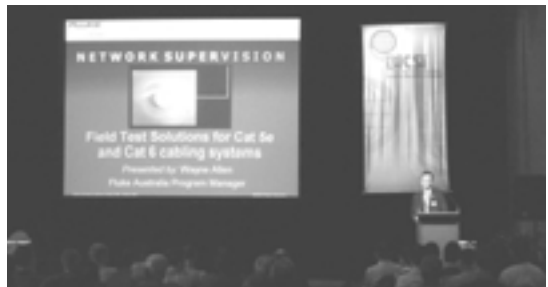 NETWORK SUPERVISION
Field Test Solutions for Cat 5e
and Cat 6 cabling systems
Presented by: Wayne Allen
Fluke Australia Program Manager